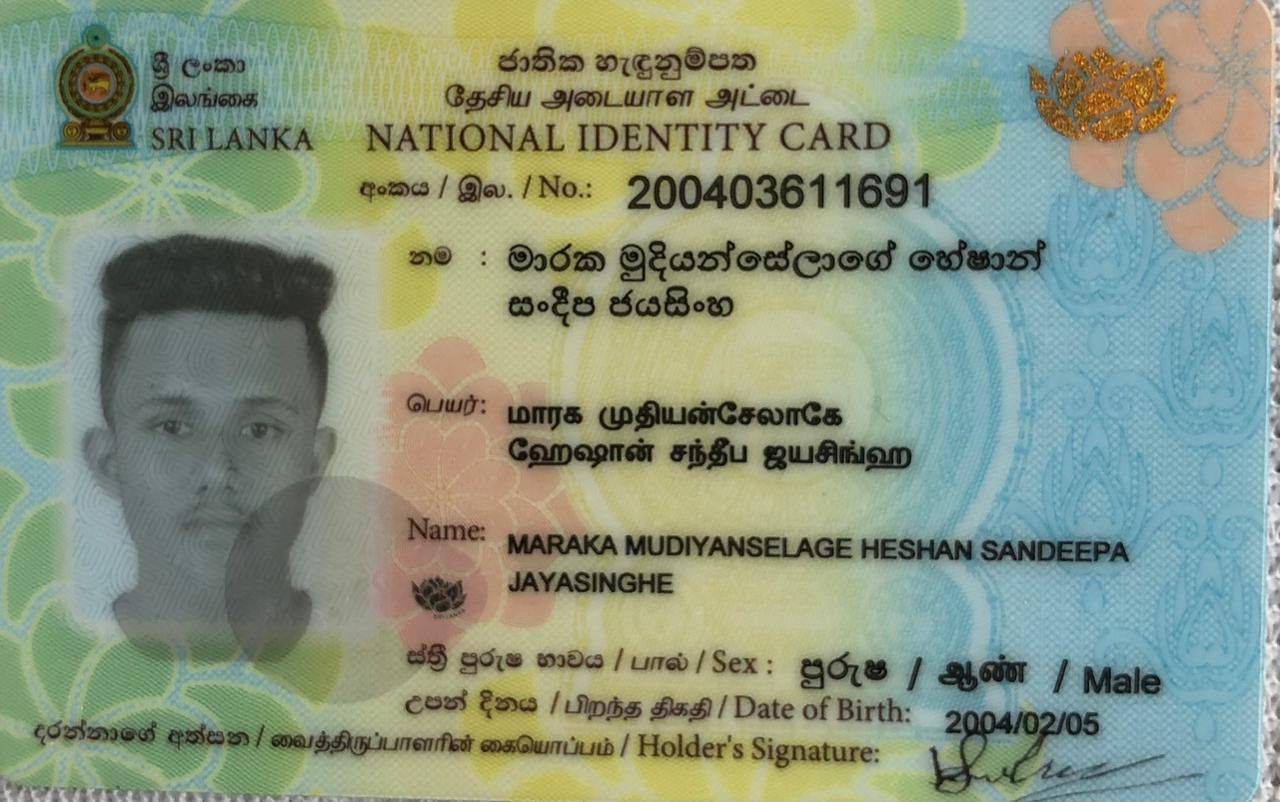 ශ්‍රී ලංකා
இலங்கை
SRI LANKA
ජාතික හැඳුනුම්පත
தேசிய அடையாள அட்டை
NATIONAL IDENTITY CARD
අංකය / இல. / No.: 200403611691
නම : මාරක මුදියන්සේලාගේ හේෂාන්
සංදීප ජයසිංහ
பெயர்: மாரக முதியன்சேலாகே
ஹேஷான் சந்தீப ஜயசிங்ஹ
Name: MARAKA MUDIYANSELAGE HESHAN SANDEEPA
JAYASINGHE
ස්ත්‍රී පුරුෂ භාවය / பால் / Sex : පුරුෂ / ஆண் / Male
උපන් දිනය / பிறந்த திகதி / Date of Birth: 2004/02/05
දරන්නාගේ අත්සන / வைத்திருப்பாளரின் கையொப்பம் / Holder's Signature: